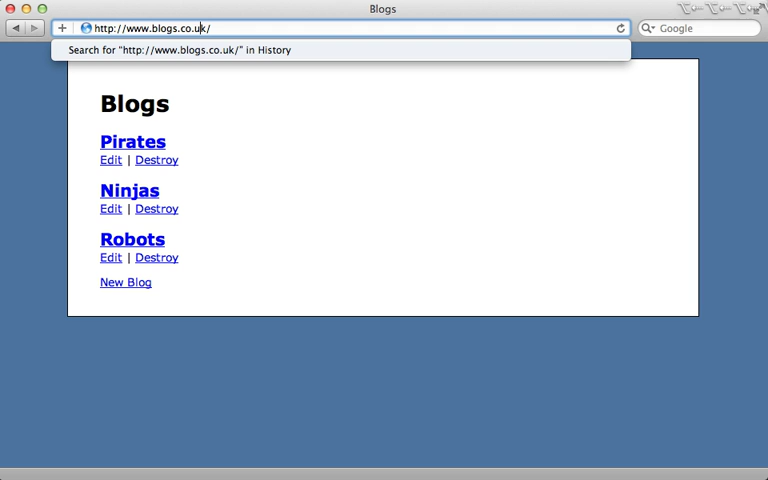 Blogs
http://www.blogs.co.uk/
Google
Search for "http://www.blogs.co.uk/" in History
Blogs
Pirates
Edit | Destroy
Ninjas
Edit | Destroy
Robots
Edit | Destroy
New Blog